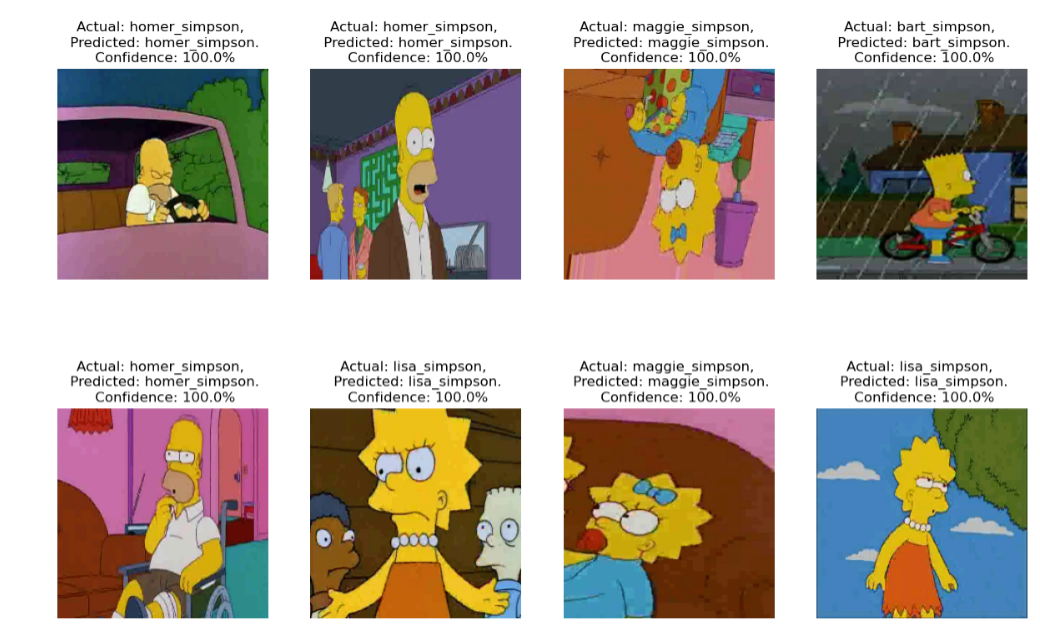 Actual: homer_simpson,
Predicted: homer_simpson.
Confidence: 100.0%
Actual: homer_simpson,
Predicted: homer_simpson.
Confidence: 100.0%
Actual: maggie_simpson,
Predicted: maggie_simpson.
Confidence: 100.0%
Actual: bart_simpson,
Predicted: bart_simpson.
Confidence: 100.0%
Actual: homer_simpson,
Predicted: homer_simpson.
Confidence: 100.0%
Actual: lisa_simpson,
Predicted: lisa_simpson.
Confidence: 100.0%
Actual: maggie_simpson,
Predicted: maggie_simpson.
Confidence: 100.0%
Actual: lisa_simpson,
Predicted: lisa_simpson.
Confidence: 100.0%